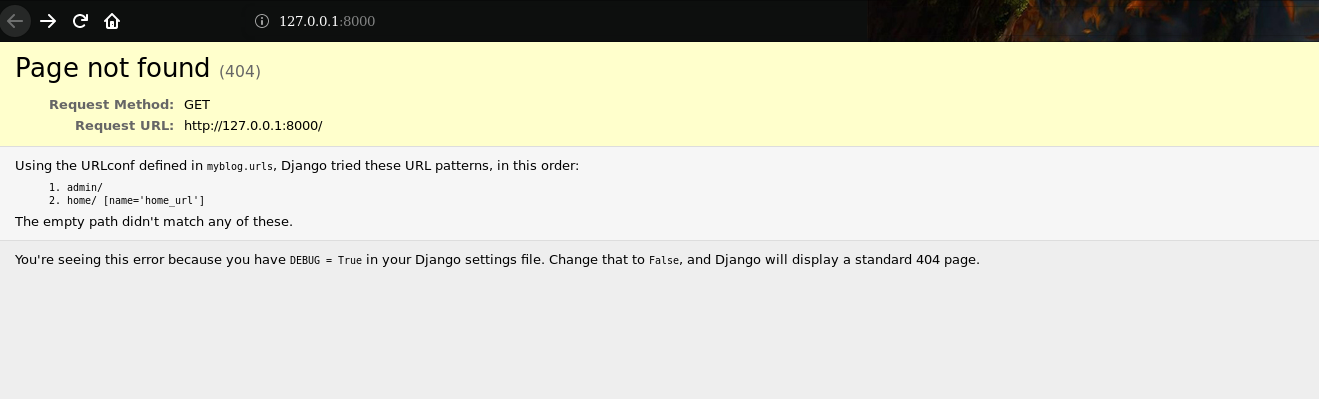 127.0.0.1:8000
Page not found (404)
Request Method: GET
Request URL: http://127.0.0.1:8000/
Using the URLconf defined in myblog.urls, Django tried these URL patterns, in this order:
1. admin/
2. home/ [name='home_url']
The empty path didn't match any of these.
You're seeing this error because you have DEBUG = True in your Django settings file. Change that to False, and Django will display a standard 404 page.